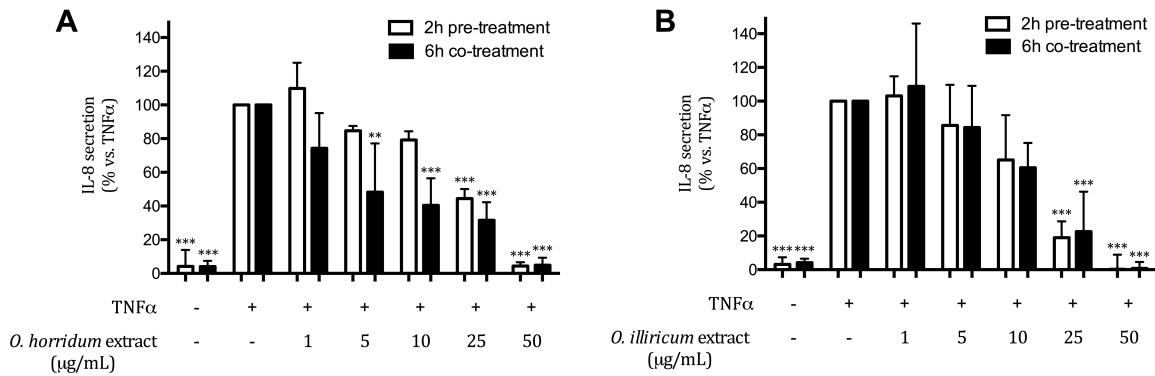 A
2h pre-treatment
6h co-treatment
IL-8 secretion
(% vs. TNFα)
140
120
100
80
60
40
20
0
*** *** ** *** *** *** *** ***
TNFα - + + + + + +
O. horridum extract - - 1 5 10 25 50
(µg/mL)
B
2h pre-treatment
6h co-treatment
IL-8 secretion
(% vs. TNFα)
140
120
100
80
60
40
20
0
*** *** *** *** *** ***
TNFα - + + + + + +
O. illiricum extract - - 1 5 10 25 50
(µg/mL)